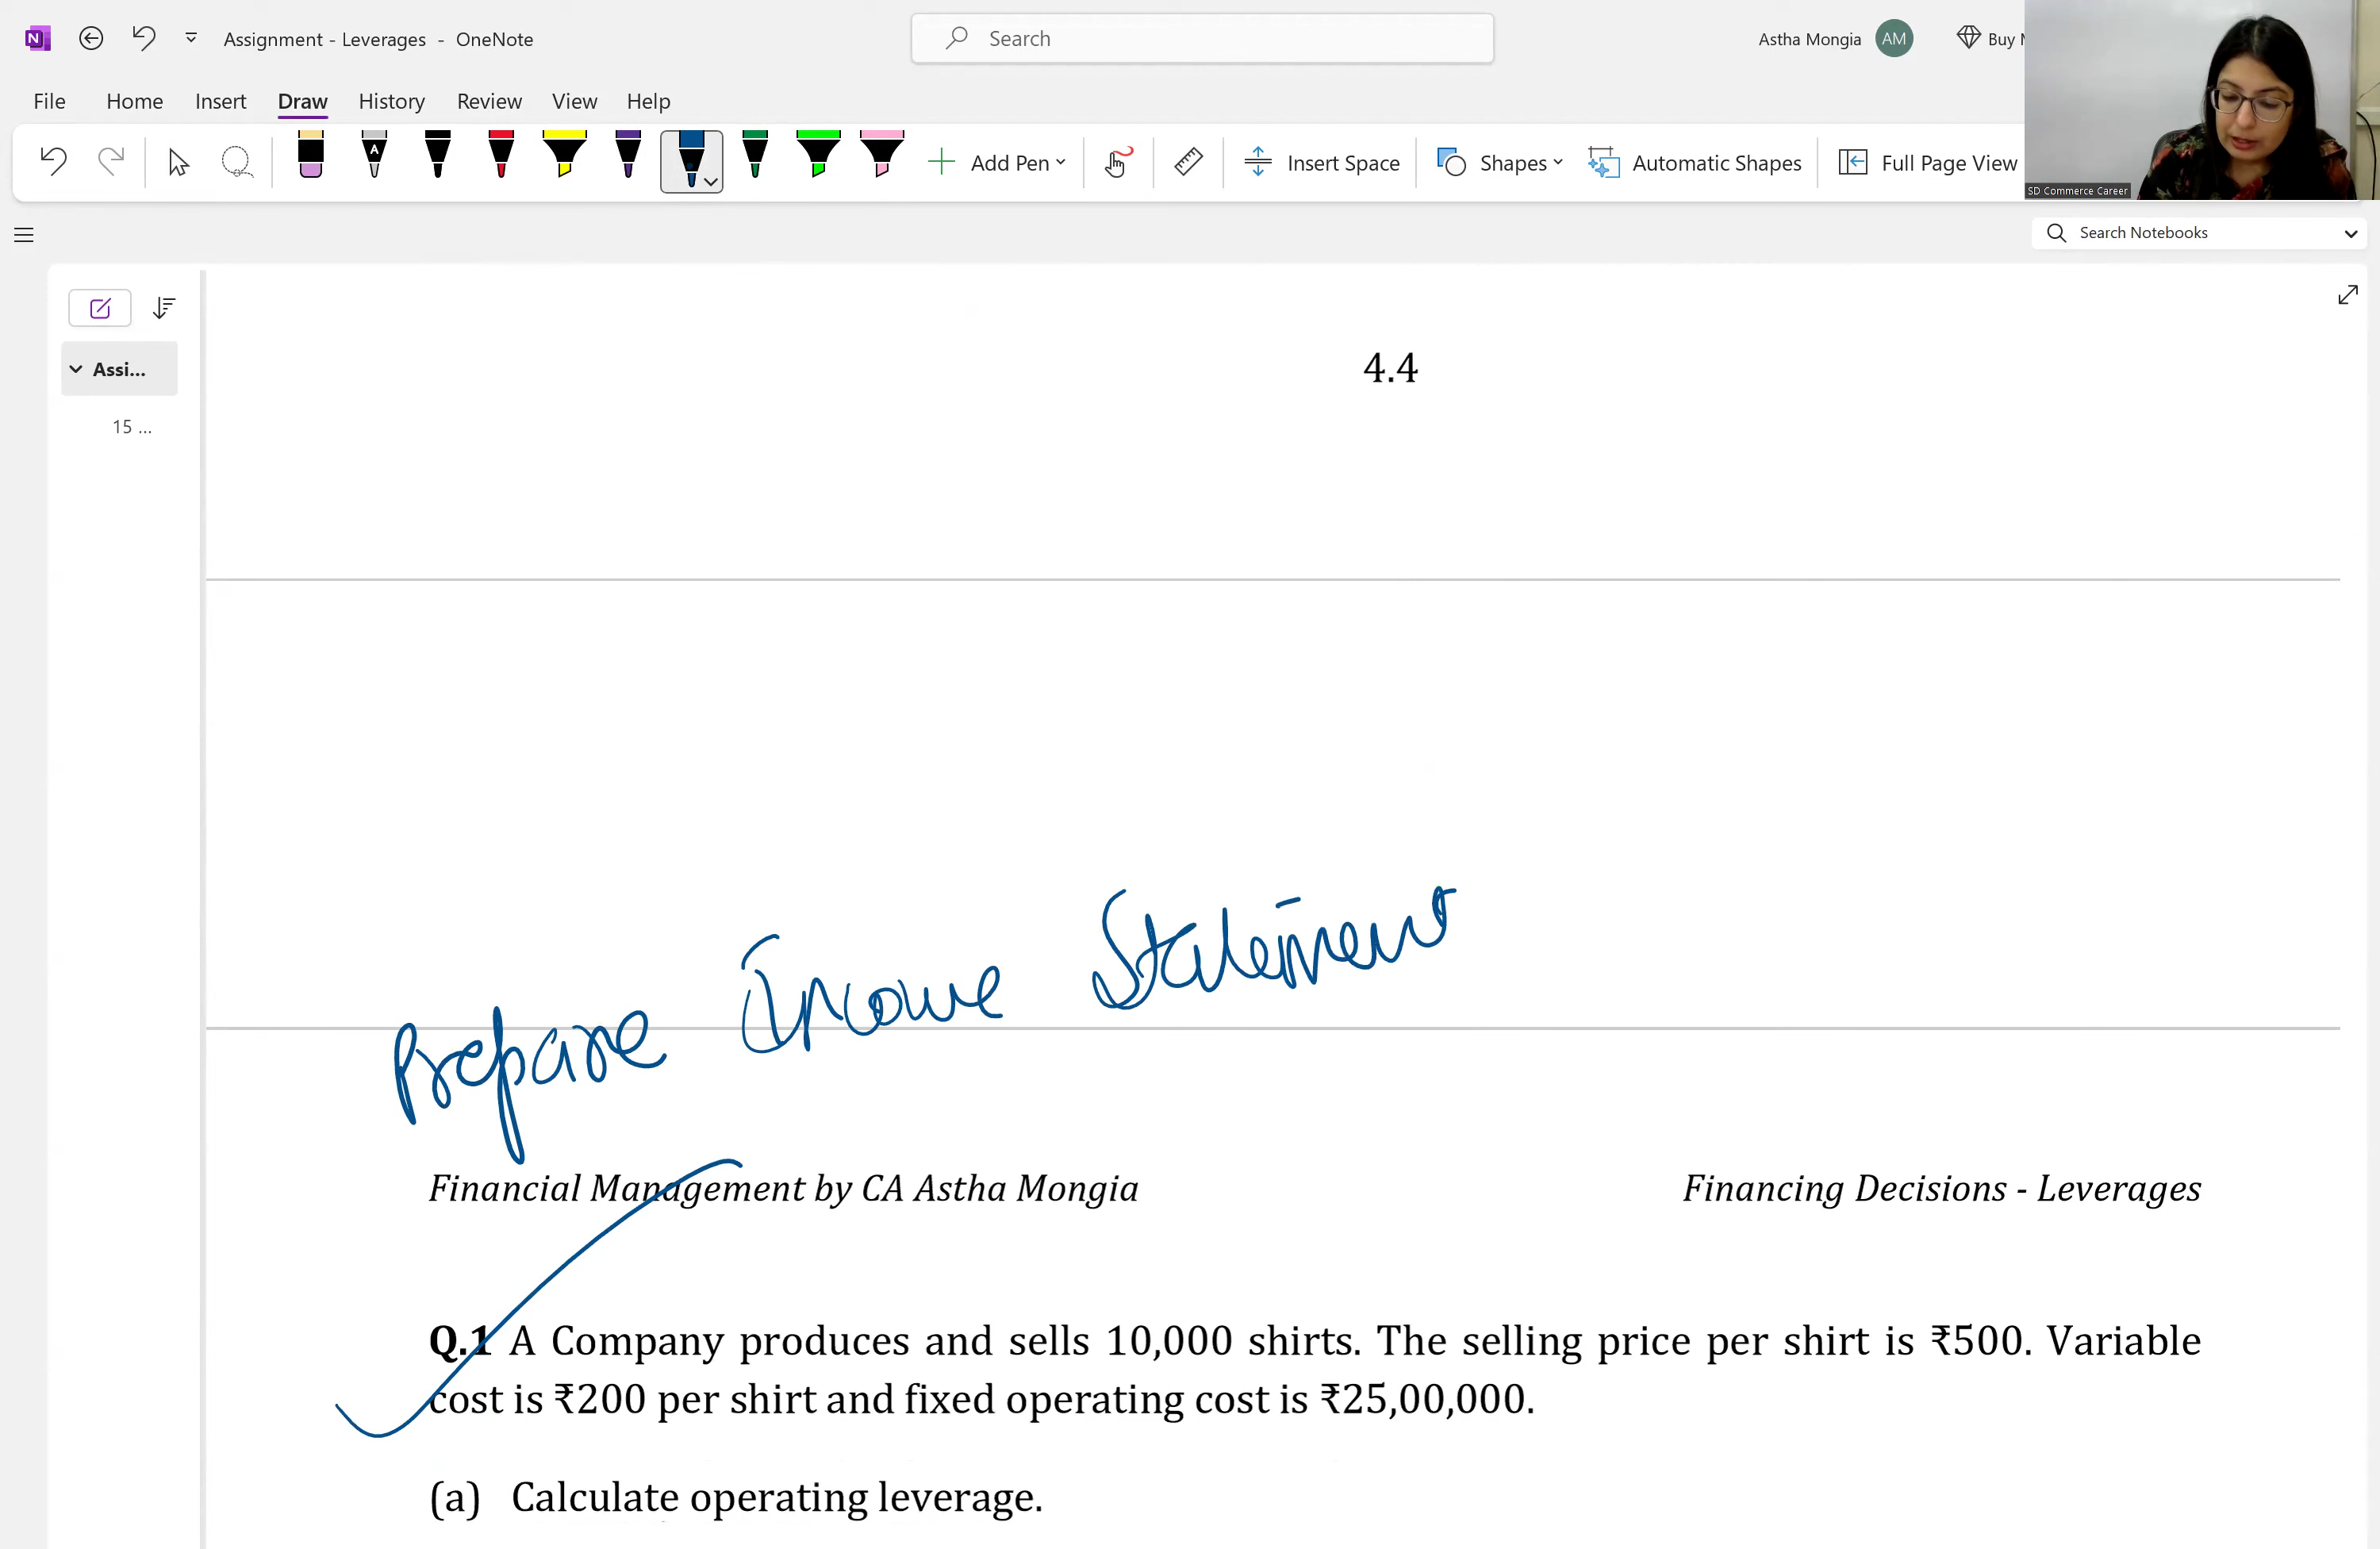 Assignment - Leverages - OneNote
Search
Astha Mongia AM
Buy
File Home Insert Draw History Review View Help
A
Add Pen
Insert Space
Shapes
Automatic Shapes
Full Page View
SD Commerce Career
Search Notebooks
Assi...
15 ...
4.4
Prepare Income Statement
Financial Management by CA Astha Mongia
Financing Decisions - Leverages
Q.1 A Company produces and sells 10,000 shirts. The selling price per shirt is ₹500. Variable
cost is ₹200 per shirt and fixed operating cost is ₹25,00,000.
(a) Calculate operating leverage.